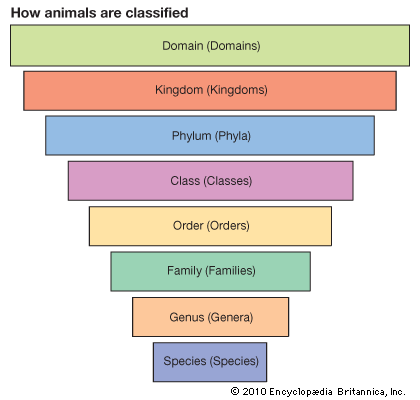 How animals are classified
Domain (Domains)
Kingdom (Kingdoms)
Phylum (Phyla)
Class (Classes)
Order (Orders)
Family (Families)
Genus (Genera)
Species (Species)
© 2010 Encyclopædia Britannica, Inc.